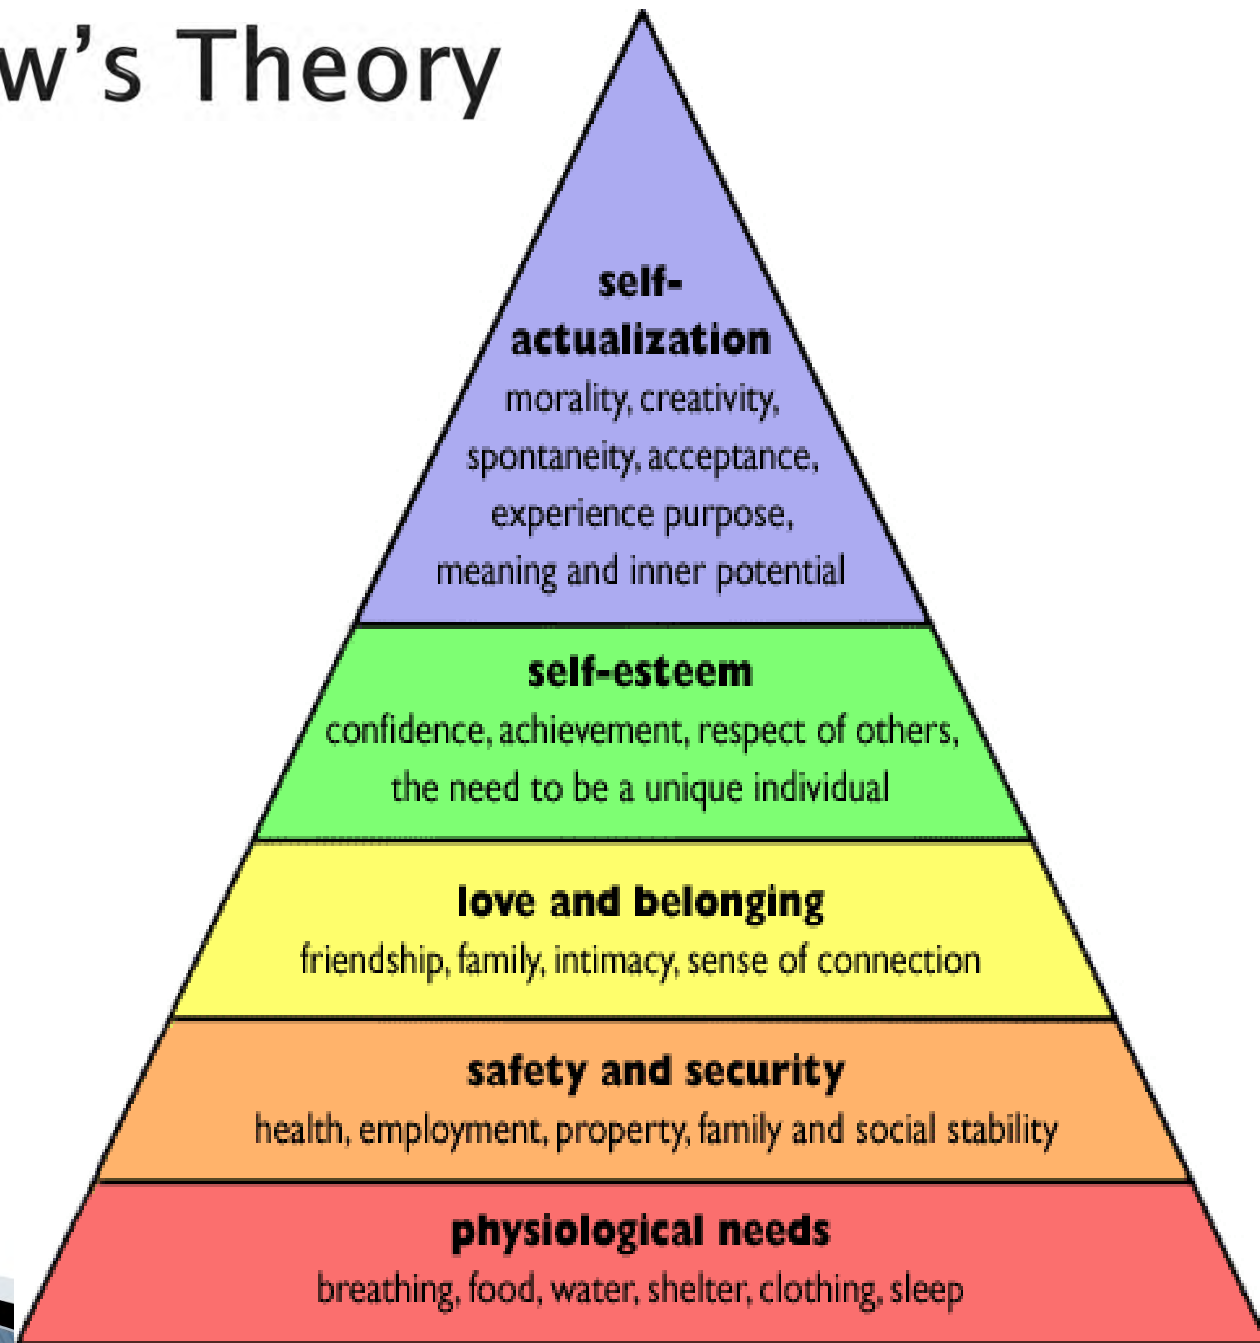 w's Theory
self-
actualization
morality, creativity,
spontaneity, acceptance,
experience purpose,
meaning and inner potential
self-esteem
confidence, achievement, respect of others,
the need to be a unique individual
love and belonging
friendship, family, intimacy, sense of connection
safety and security
health, employment, property, family and social stability
physiological needs
breathing, food, water, shelter, clothing, sleep